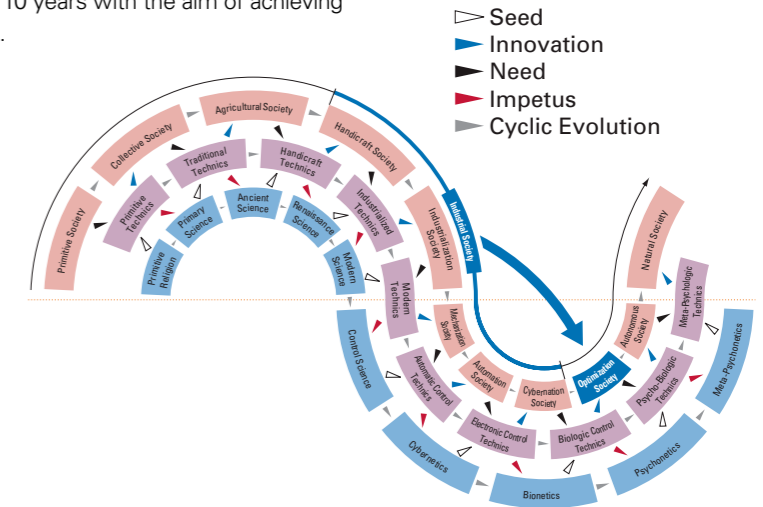 10 years with the aim of achieving
.
Seed
Innovation
Need
Impetus
Cyclic Evolution
Primitive Society
Collective Society
Agricultural Society
Handicraft Society
Industrialization
Society
Industrial Society
Mechanization
Society
Automation
Society
Cybernation
Society
Optimization
Society
Autonomous
Society
Natural Society
Primitive
Technics
Traditional
Technics
Handicraft
Technics
Industrialized
Technics
Modern
Technics
Automatic Control
Technics
Electronic Control
Technics
Biologic Control
Technics
Psycho-Biologic
Technics
Meta-Psychologic
Technics
Primitive
Religion
Primary
Science
Ancient
Science
Renaissance
Science
Modern
Science
Control Science
Cybernetics
Bionetics
Psychonetics
Meta-Psychonetics